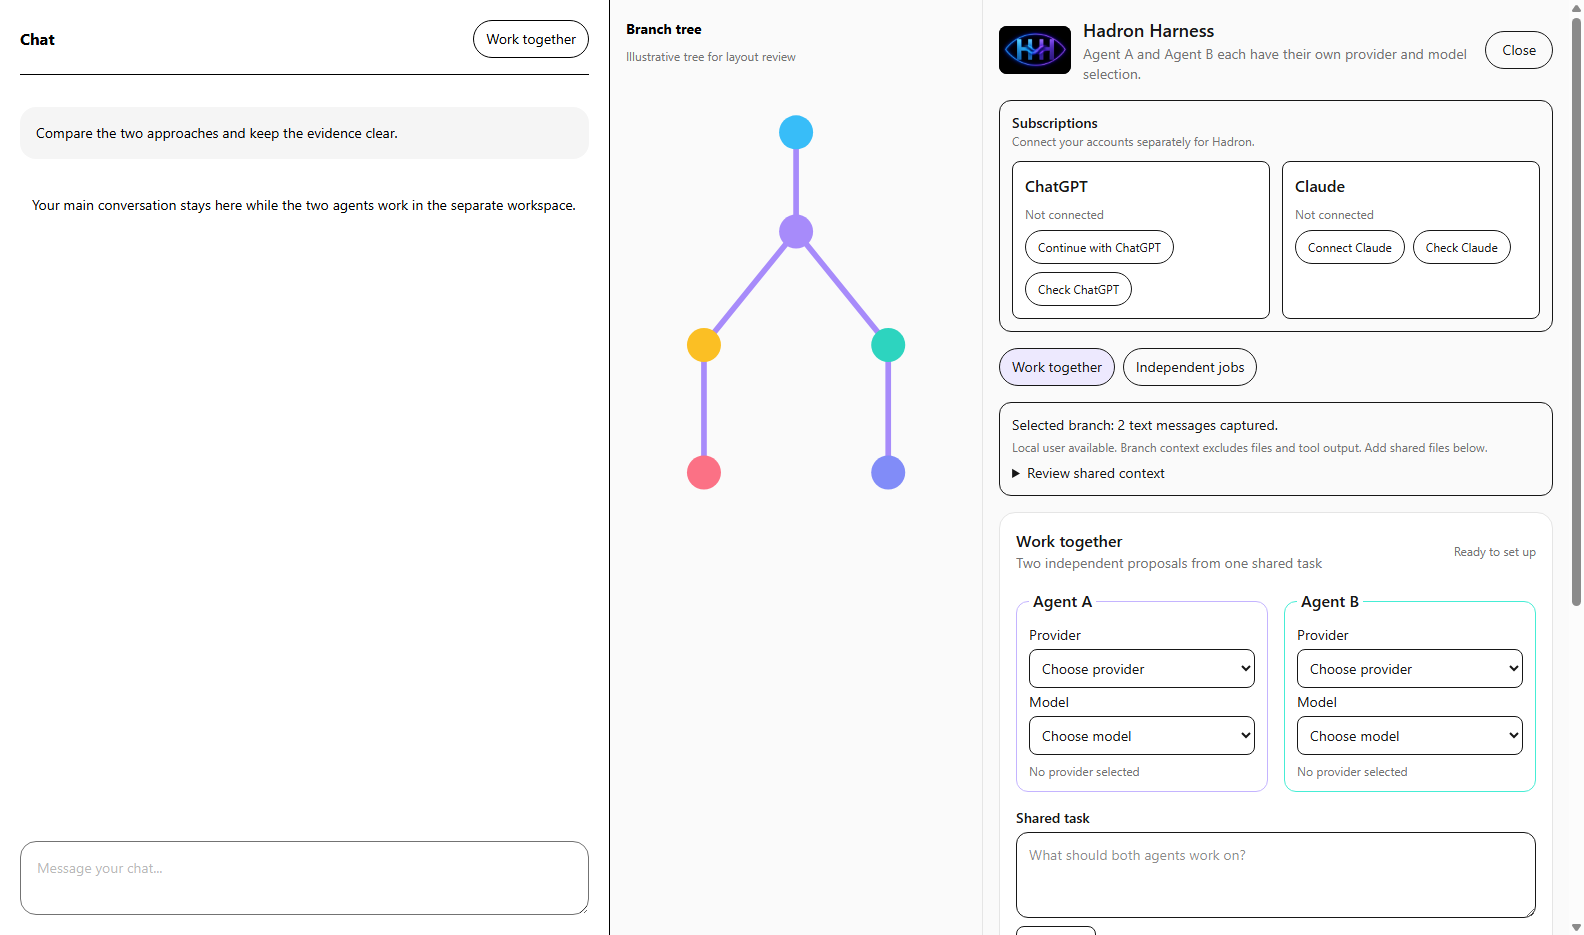 Chat
Work together
Compare the two approaches and keep the evidence clear.
Your main conversation stays here while the two agents work in the separate workspace.
Message your chat...
Branch tree
Illustrative tree for layout review
HH
Hadron Harness
Agent A and Agent B each have their own provider and model
selection.
Close
Subscriptions
Connect your accounts separately for Hadron.
ChatGPT
Not connected
Continue with ChatGPT
Check ChatGPT
Claude
Not connected
Connect Claude
Check Claude
Work together
Independent jobs
Selected branch: 2 text messages captured.
Local user available. Branch context excludes files and tool output. Add shared files below.
Review shared context
Work together
Two independent proposals from one shared task
Ready to set up
Agent A
Provider
Choose provider
Model
Choose model
No provider selected
Agent B
Provider
Choose provider
Model
Choose model
No provider selected
Shared task
What should both agents work on?